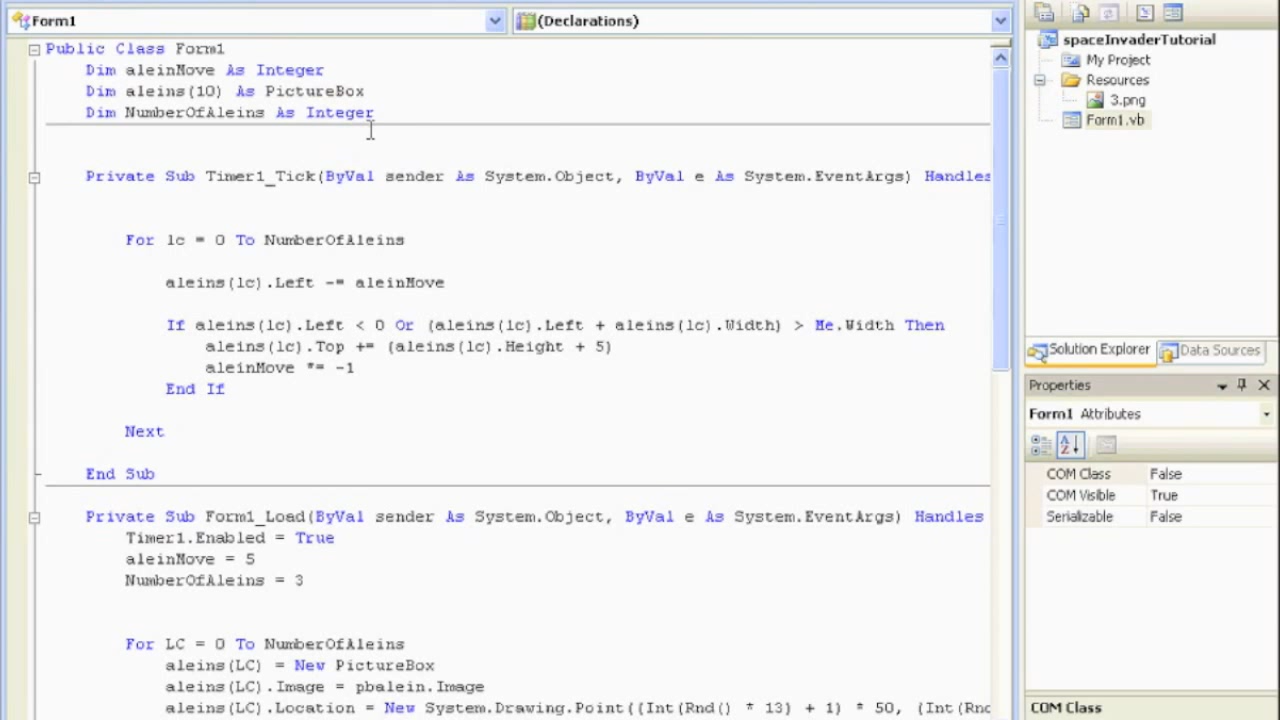 Form1
(Declarations)
Public Class Form1
Dim aleinMove As Integer
Dim aleins(10) As PictureBox
Dim NumberOfAleins As Integer
Private Sub Timer1_Tick(ByVal sender As System.Object, ByVal e As System.EventArgs) Handles
For lc = 0 To NumberOfAleins
aleins(lc).Left -= aleinMove
If aleins(lc).Left < 0 Or (aleins(lc).Left + aleins(lc).Width) > Me.Width Then
aleins(lc).Top += (aleins(lc).Height + 5)
aleinMove *= -1
End If
Next
End Sub
Private Sub Form1_Load(ByVal sender As System.Object, ByVal e As System.EventArgs) Handles
Timer1.Enabled = True
aleinMove = 5
NumberOfAleins = 3
For LC = 0 To NumberOfAleins
aleins(LC) = New PictureBox
aleins(LC).Image = pbalein.Image
aleins(LC).Location = New System.Drawing.Point((Int(Rnd() * 13) + 1) * 50, (Int(Rnd
spaceInvaderTutorial
My Project
Resources
3.png
Form1.vb
Solution Explorer
Data Sources
Properties
Form1 Attributes
COM Class False
COM Visible True
Serializable False
COM Class